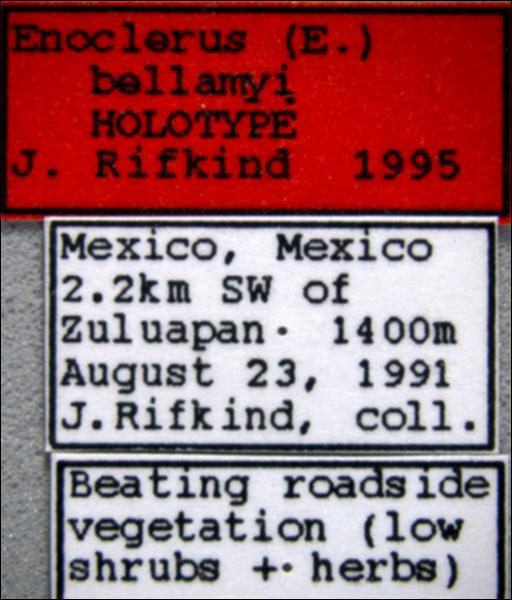 Enoclerus (E.)
bellamyi
HOLOTYPE
J. Rifkind 1995
Mexico, Mexico
2.2km SW of
Zuluapan. 1400m
August 23, 1991
J.Rifkind, coll.
Beating roadside
vegetation (low
shrubs + herbs)